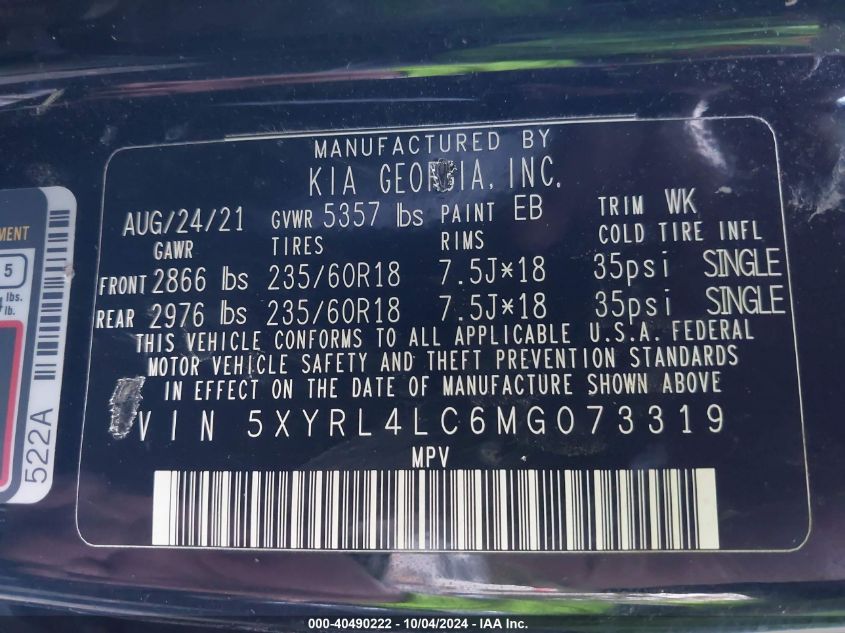 MANUFACTURED BY
KIA GEORGIA, INC.
AUG/24/21 GVWR 5357 lbs PAINT EB TRIM WK
GAWR TIRES RIMS COLD TIRE INFL
FRONT 2866 lbs 235/60R18 7.5J*18 35psi SINGLE
REAR 2976 lbs 235/60R18 7.5J*18 35psi SINGLE
THIS VEHICLE CONFORMS TO ALL APPLICABLE U.S.A. FEDERAL
MOTOR VEHICLE SAFETY AND THEFT PREVENTION STANDARDS
IN EFFECT ON THE DATE OF MANUFACTURE SHOWN ABOVE
VIN 5XYRL4LC6MG073319
MPV
5
lbs.
lb.
522A
000-40490222 - 10/04/2024 - IAA Inc.